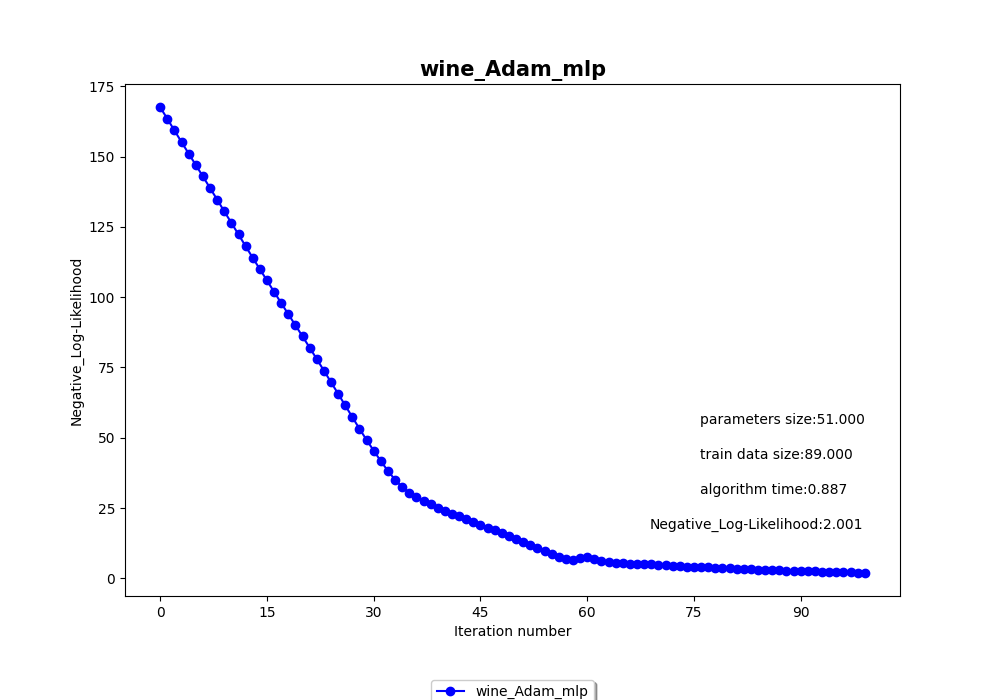 wine_Adam_mlp
Negative_Log-Likelihood
175
150
125
100
75
50
25
0
parameters size:51.000
train data size:89.000
algorithm time:0.887
Negative_Log-Likelihood:2.001
0 15 30 45 60 75 90
Iteration number
wine_Adam_mlp